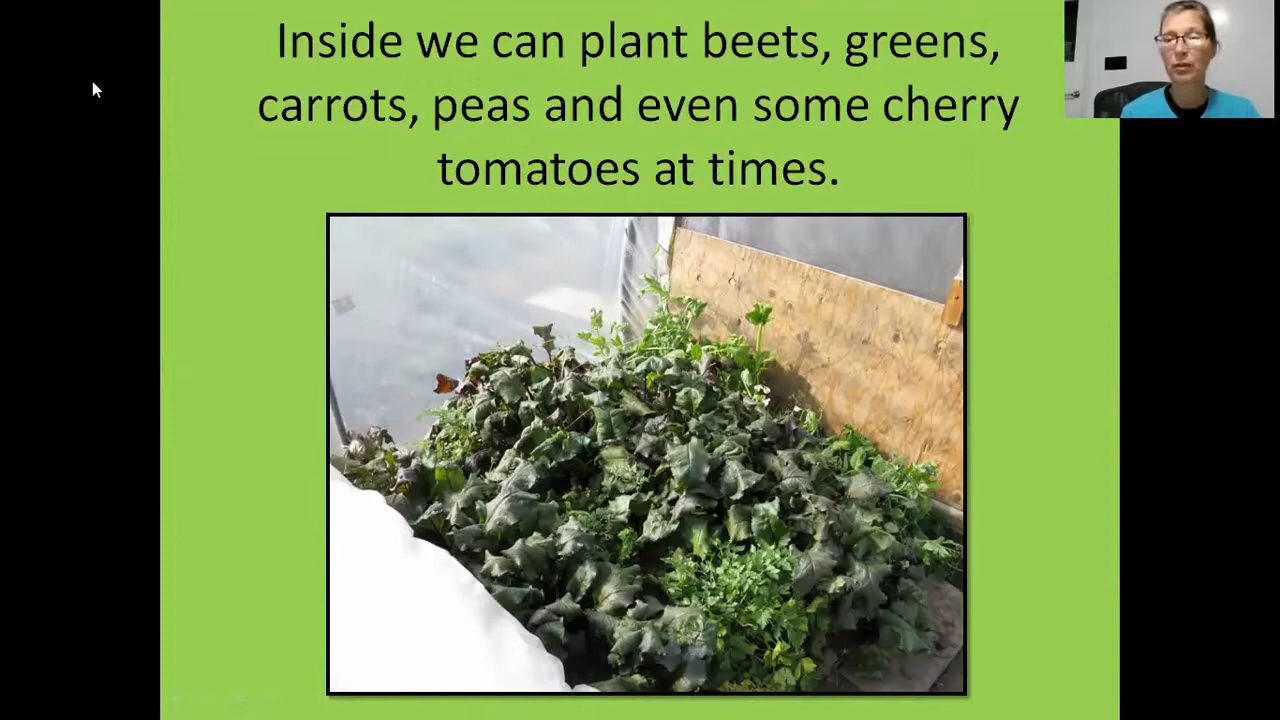 Inside we can plant beets, greens,
carrots, peas and even some cherry
tomatoes at times.